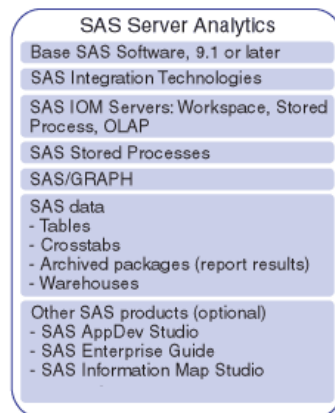 SAS Server Analytics
Base SAS Software, 9.1 or later
SAS Integration Technologies
SAS IOM Servers: Workspace, Stored
Process, OLAP
SAS Stored Processes
SAS/GRAPH
SAS data
- Tables
- Crosstabs
- Archived packages (report results)
- Warehouses
Other SAS products (optional)
- SAS AppDev Studio
- SAS Enterprise Guide
- SAS Information Map Studio